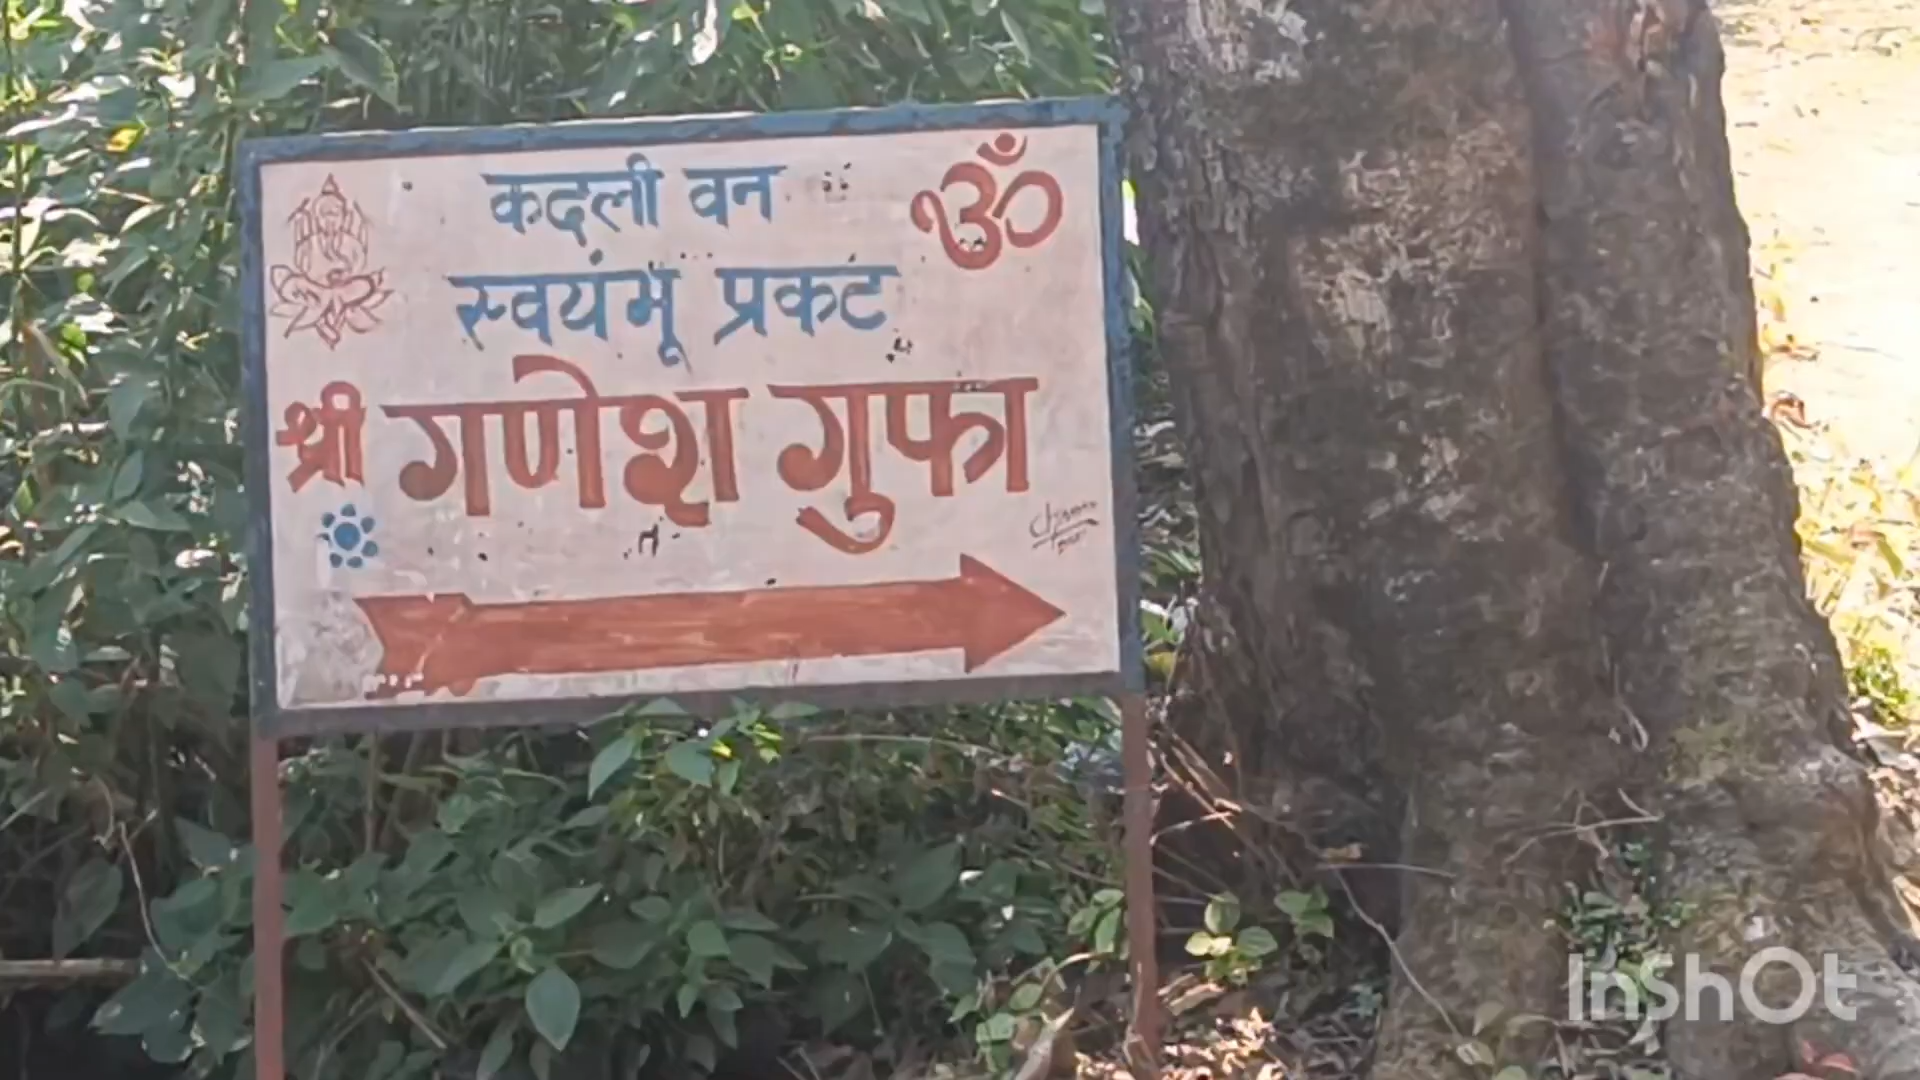 कदली वन
ॐ
स्वयंभू प्रकट
श्री गणेश गुफा
InShOt